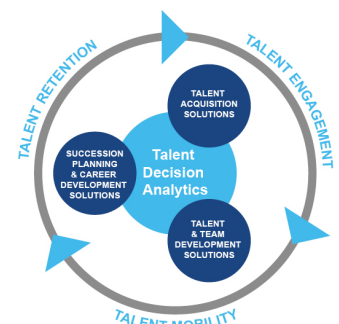 TALENT RETENTION
TALENT ENGAGEMENT
TALENT
ACQUISITION
SOLUTIONS
SUCCESSION
PLANNING
& CAREER
DEVELOPMENT
SOLUTIONS
Talent
Decision
Analytics
TALENT
& TEAM
DEVELOPMENT
SOLUTIONS
TALENT MOBILITY